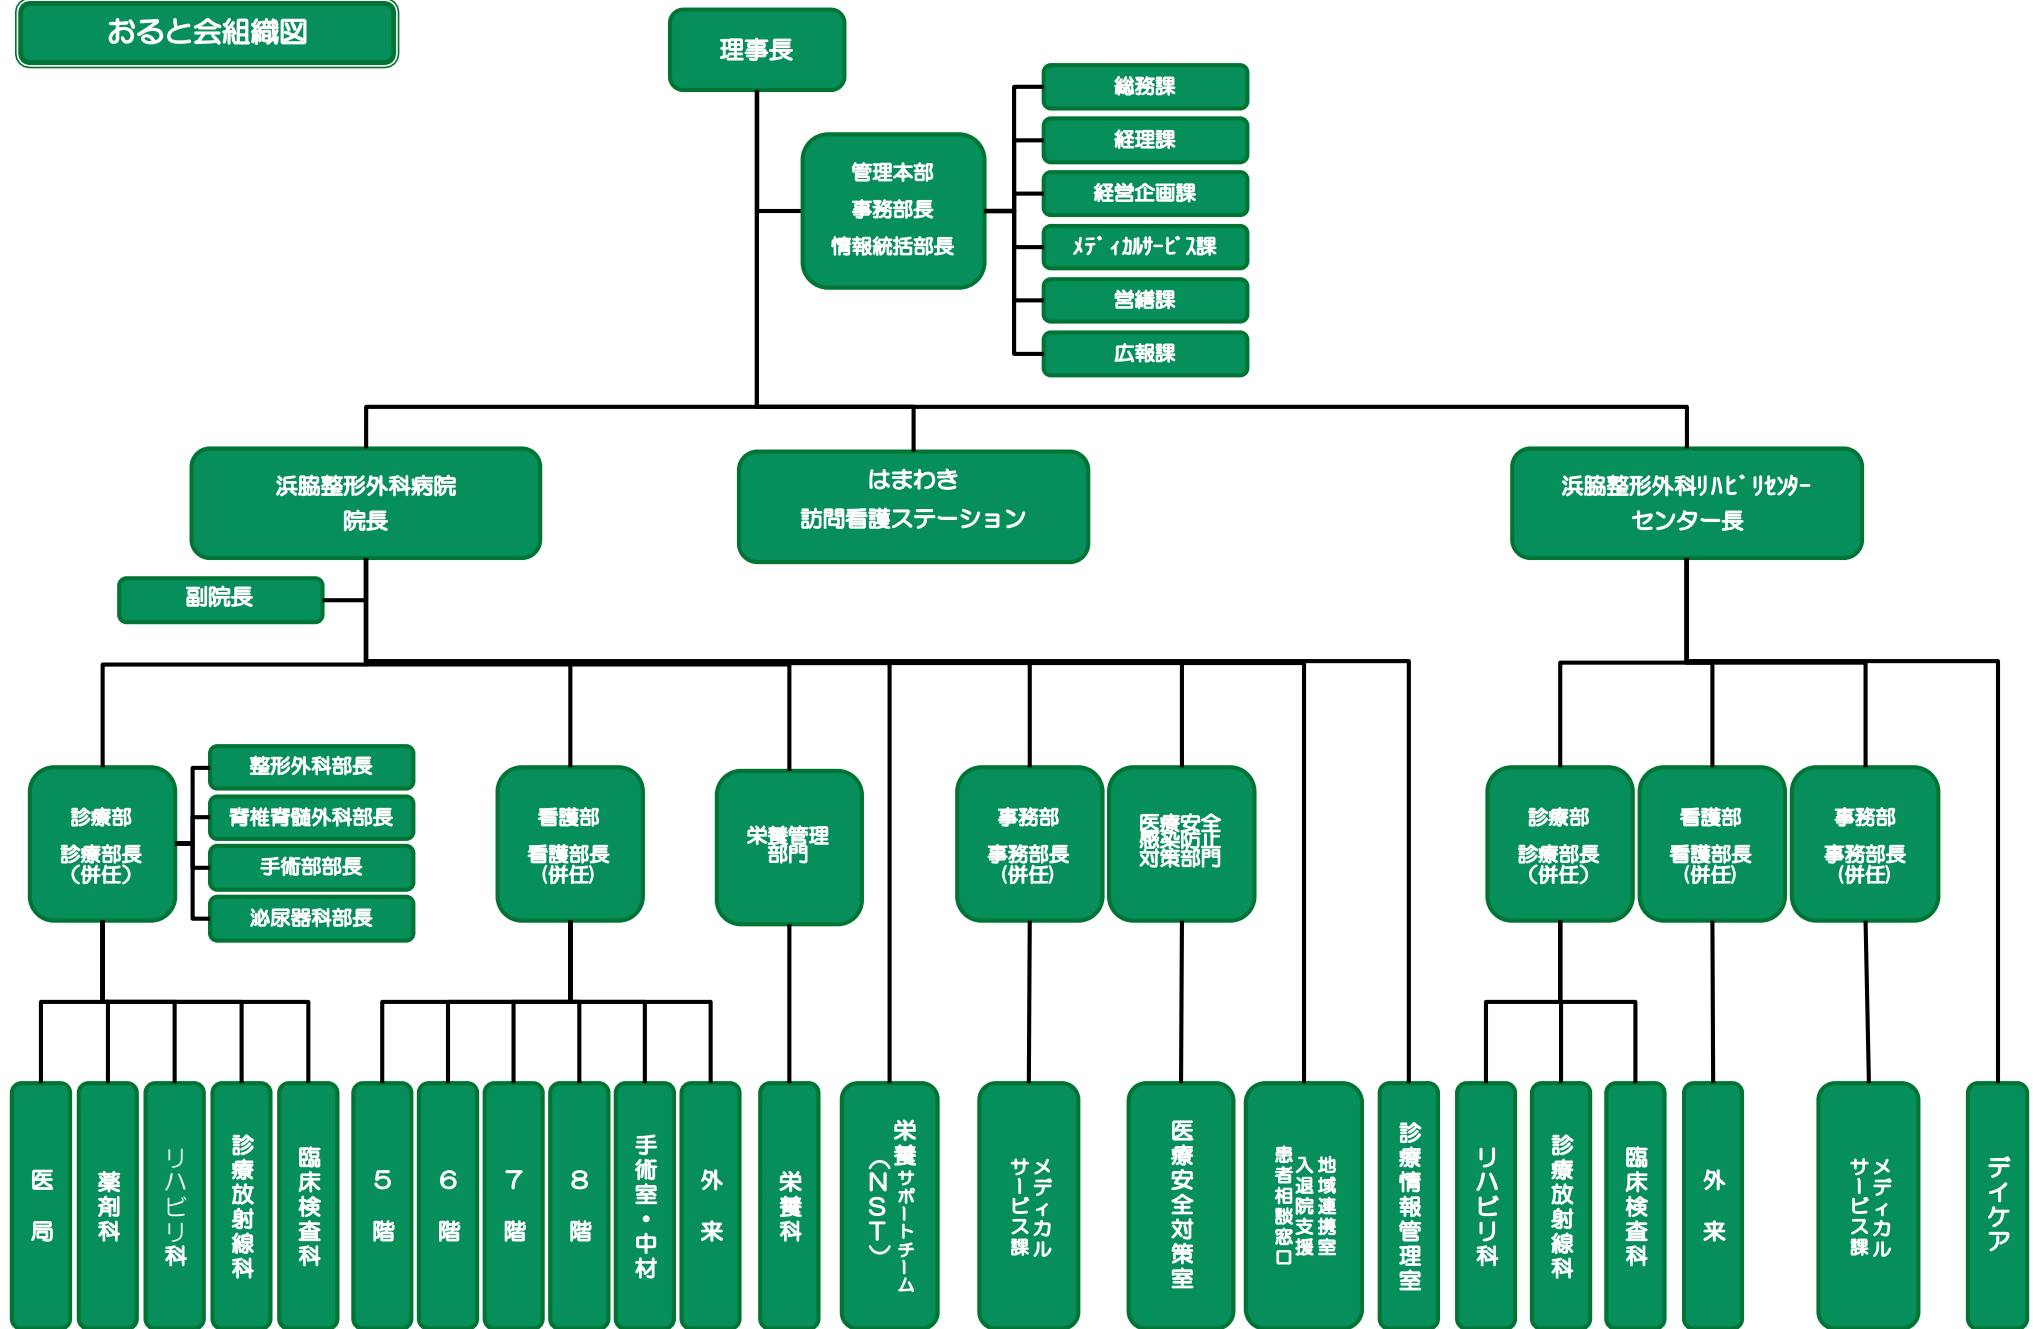 おると会組織図
理事長
総務課
経理課
経営企画課
ﾒﾃﾞｨｶﾙｻｰﾋﾞｽ課
営繕課
広報課
管理本部
事務部長
情報統括部長
浜脇整形外科病院
院長
はまわき
訪問看護ステーション
浜脇整形外科ﾘﾊﾋﾞﾘｾﾝﾀｰ
センター長
副院長
診療部
診療部長
（併任）
整形外科部長
脊椎脊髄外科部長
手術部部長
泌尿器科部長
看護部
看護部長
(併任)
栄養管理
部門
事務部
事務部長
(併任)
医療安全
感染防止
対策部門
診療部
診療部長
（併任）
看護部
看護部長
(併任)
事務部
事務部長
(併任)
医局
薬剤科
リハビリ科
診療放射線科
臨床検査科
５階
６階
７階
８階
手術室・中材
外来
栄養科
栄養サポートチーム
（ＮＳＴ）
メディカル
サービス課
医療安全対策室
地域連携室
入退院支援
患者相談窓口
診療情報管理室
リハビリ科
診療放射線科
臨床検査科
外来
メディカル
サービス課
デイケア